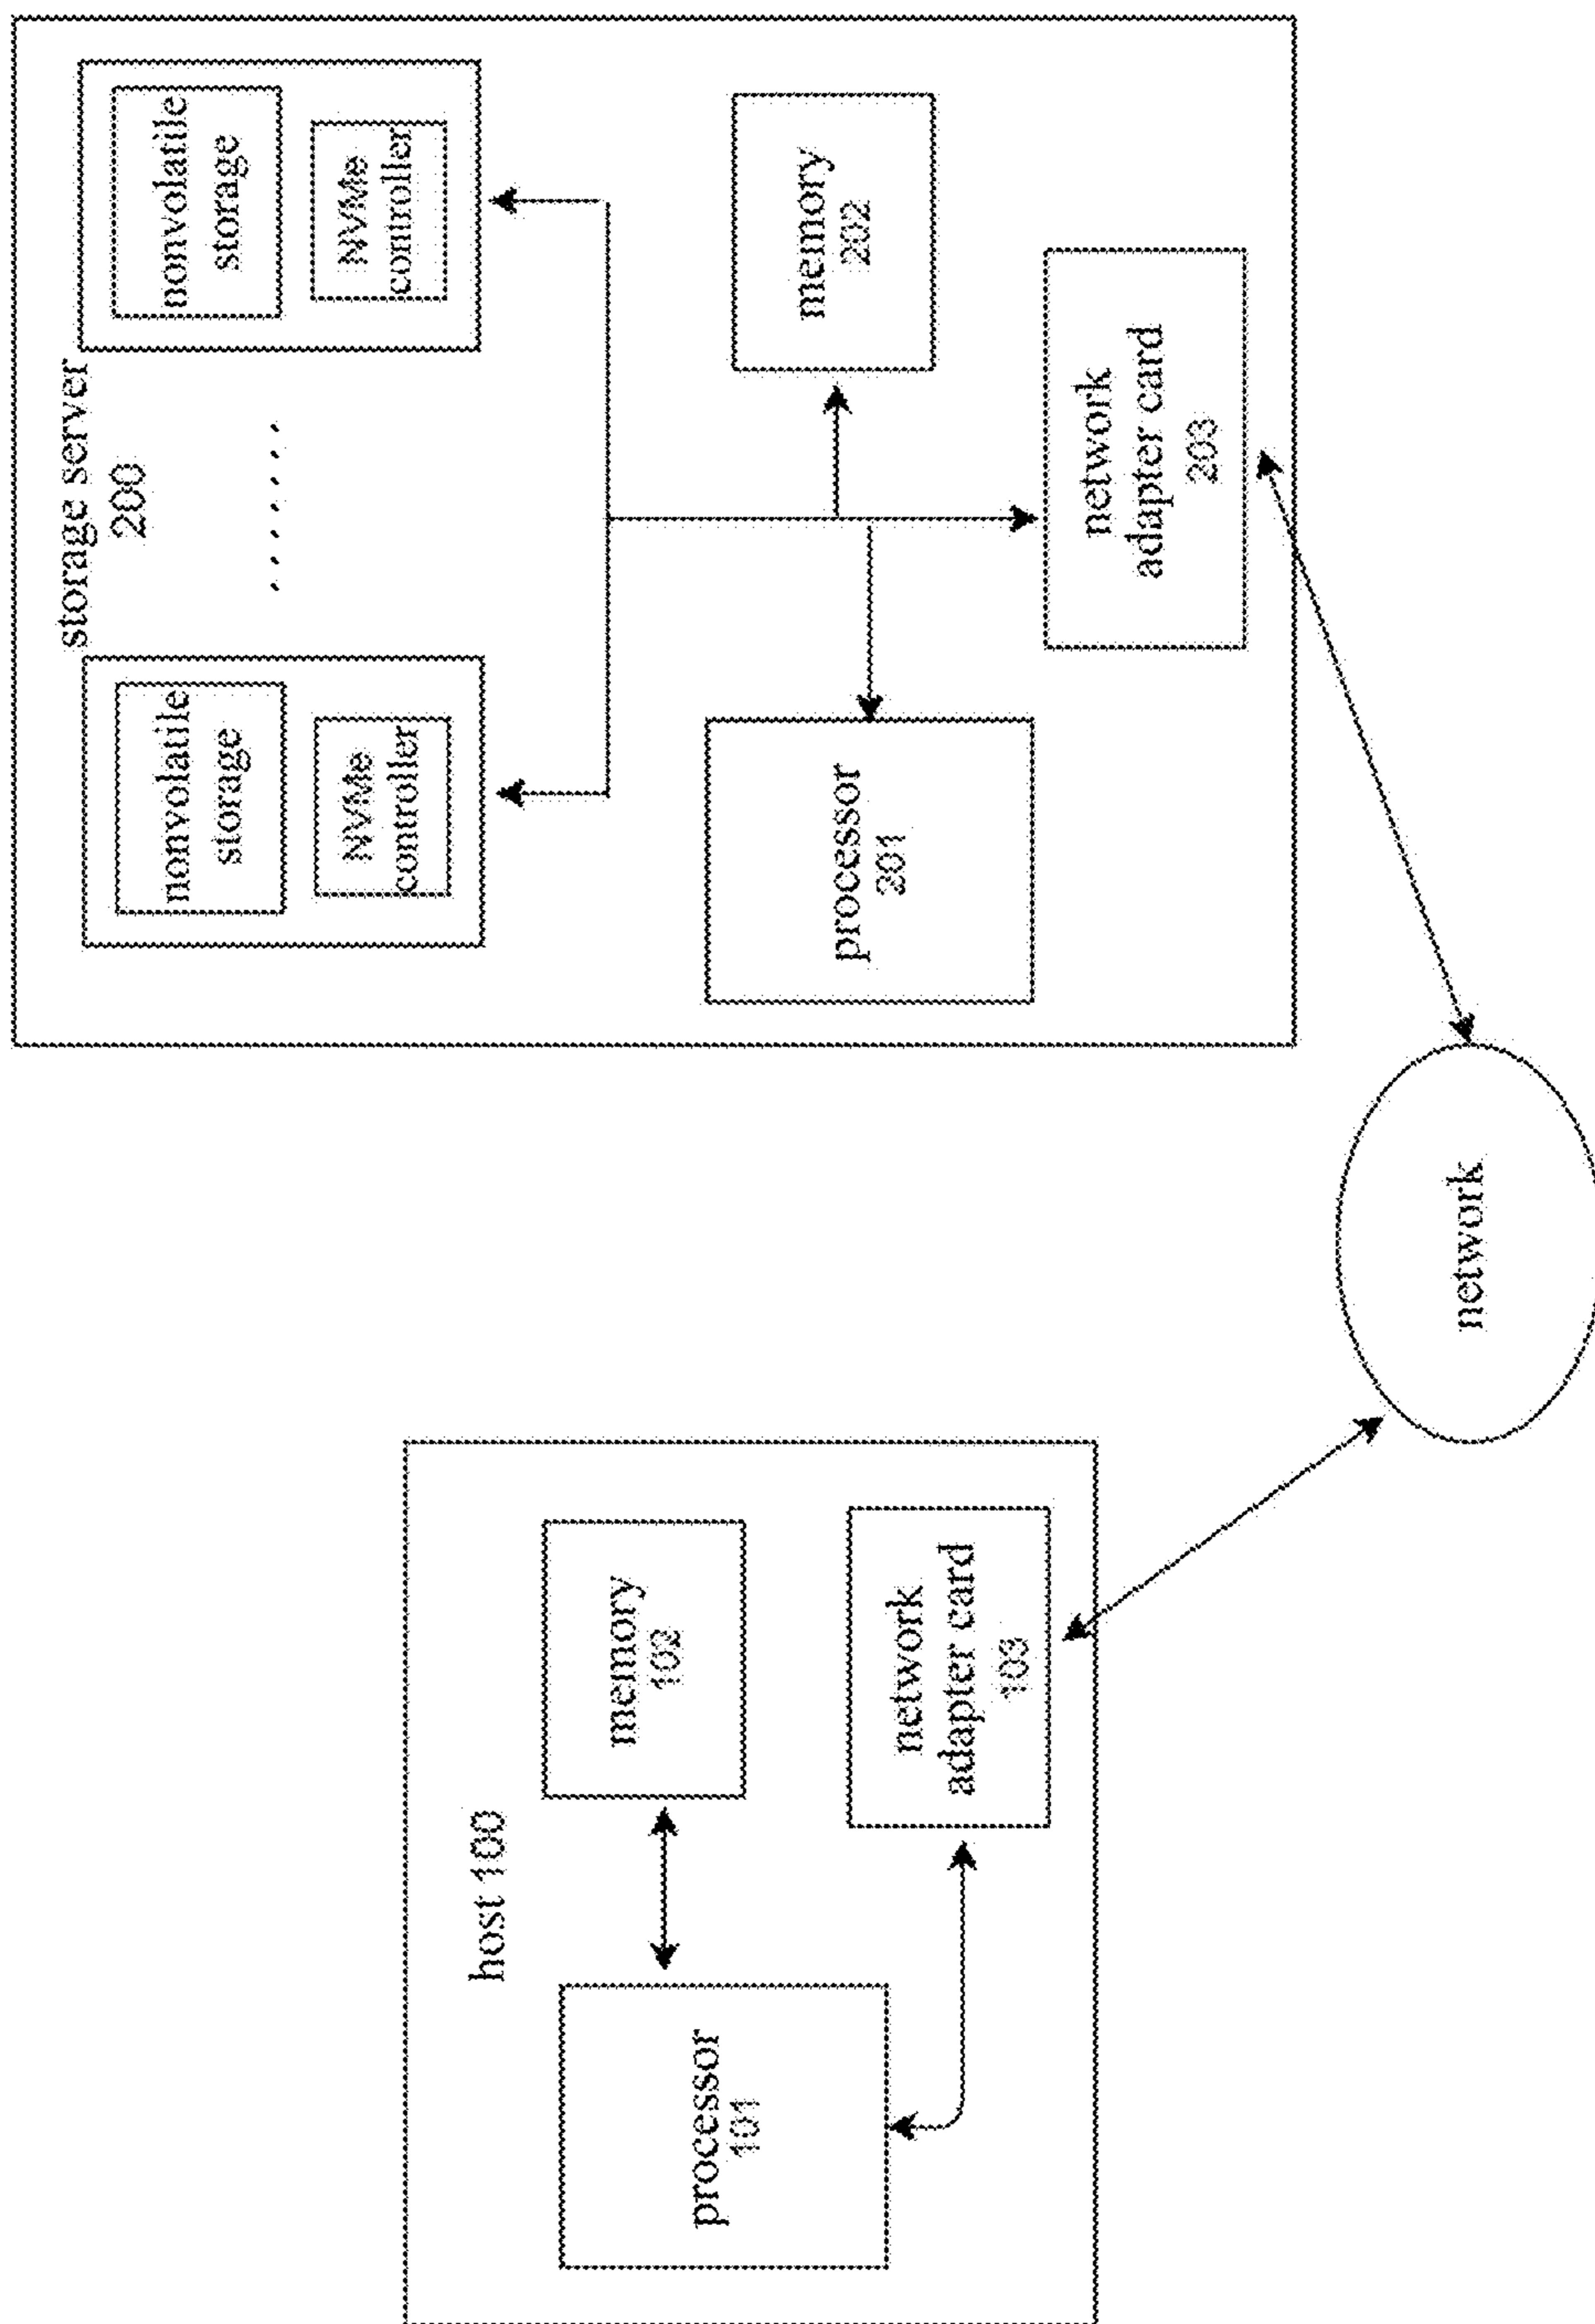 host 100
processor
101
memory
102
network
adapter card
103
network
storage server
200
nonvolatile
storage
NVMe
controller
......
nonvolatile
storage
NVMe
controller
processor
201
memory
202
network
adapter card
203